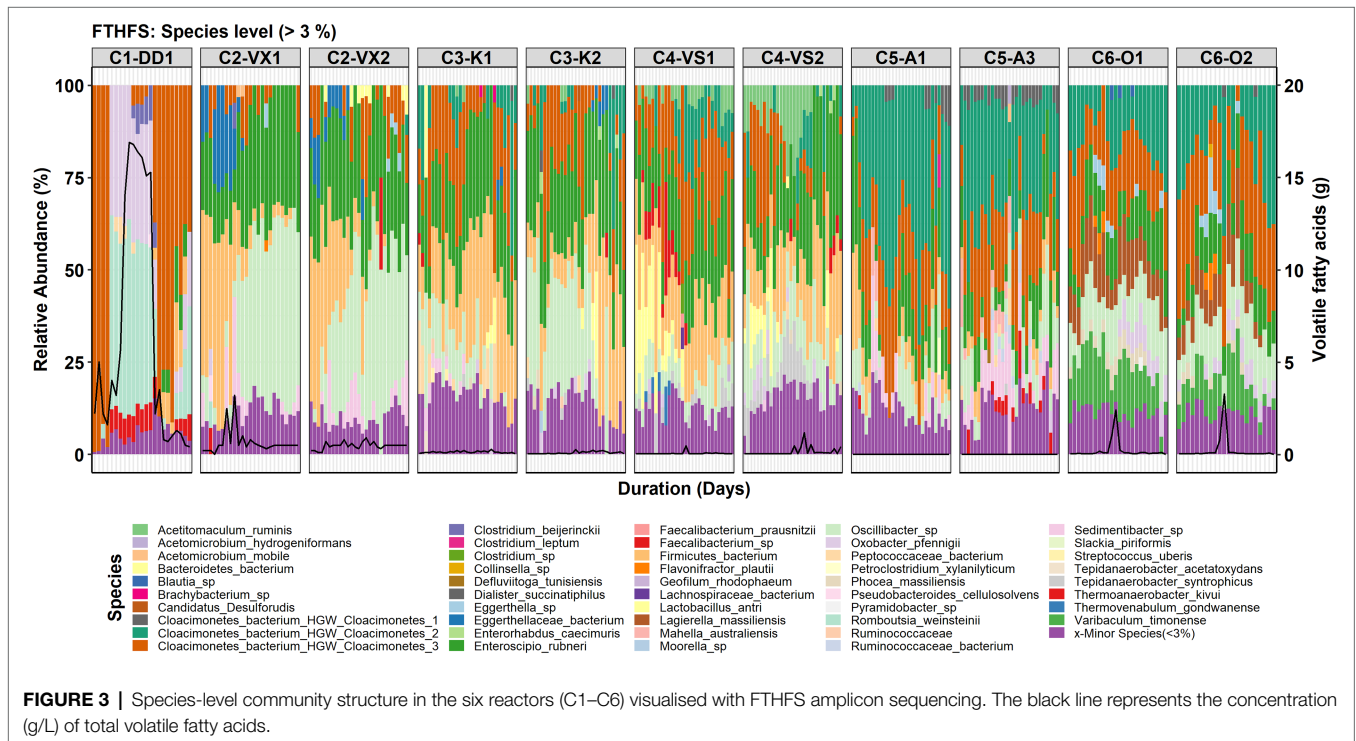 FTHFS: Species level (> 3 %)
C1-DD1 C2-VX1 C2-VX2 C3-K1 C3-K2 C4-VS1 C4-VS2 C5-A1 C5-A3 C6-O1 C6-O2
100
75
50
25
0
Relative Abundance (%)
20
15
10
5
0
Volatile fatty acids (g)
Duration (Days)
Species
Acetitomaculum_ruminis
Acetomicrobium_hydrogeniformans
Acetomicrobium_mobile
Bacteroidetes_bacterium
Blautia_sp
Brachybacterium_sp
Candidatus_Desulforudis
Cloacimonetes_bacterium_HGW_Cloacimonetes_1
Cloacimonetes_bacterium_HGW_Cloacimonetes_2
Cloacimonetes_bacterium_HGW_Cloacimonetes_3
Clostridium_beijerinckii
Clostridium_leptum
Clostridium_sp
Collinsella_sp
Defluviitoga_tunisiensis
Dialister_succinatiphilus
Eggerthella_sp
Eggerthellaceae_bacterium
Enterorhabdus_caecimuris
Enteroscipio_rubneri
Faecalibacterium_prausnitzii
Faecalibacterium_sp
Firmicutes_bacterium
Flavonifractor_plautii
Geofilum_rhodophaeum
Lachnospiraceae_bacterium
Lactobacillus_antri
Lagierella_massiliensis
Mahella_australiensis
Moorella_sp
Oscillibacter_sp
Oxobacter_pfennigii
Peptococcaceae_bacterium
Petroclostridium_xylanilyticum
Phocea_massiliensis
Pseudobacteroides_cellulosolvens
Pyramidobacter_sp
Romboutsia_weinsteinii
Ruminococcaceae
Ruminococcaceae_bacterium
Sedimentibacter_sp
Slackia_piriformis
Streptococcus_uberis
Tepidanaerobacter_acetatoxydans
Tepidanaerobacter_syntrophicus
Thermoanaerobacter_kivui
Thermovenabulum_gondwanense
Varibaculum_timonense
x-Minor Species(<3%)
FIGURE 3 | Species-level community structure in the six reactors (C1–C6) visualised with FTHFS amplicon sequencing. The black line represents the concentration
(g/L) of total volatile fatty acids.